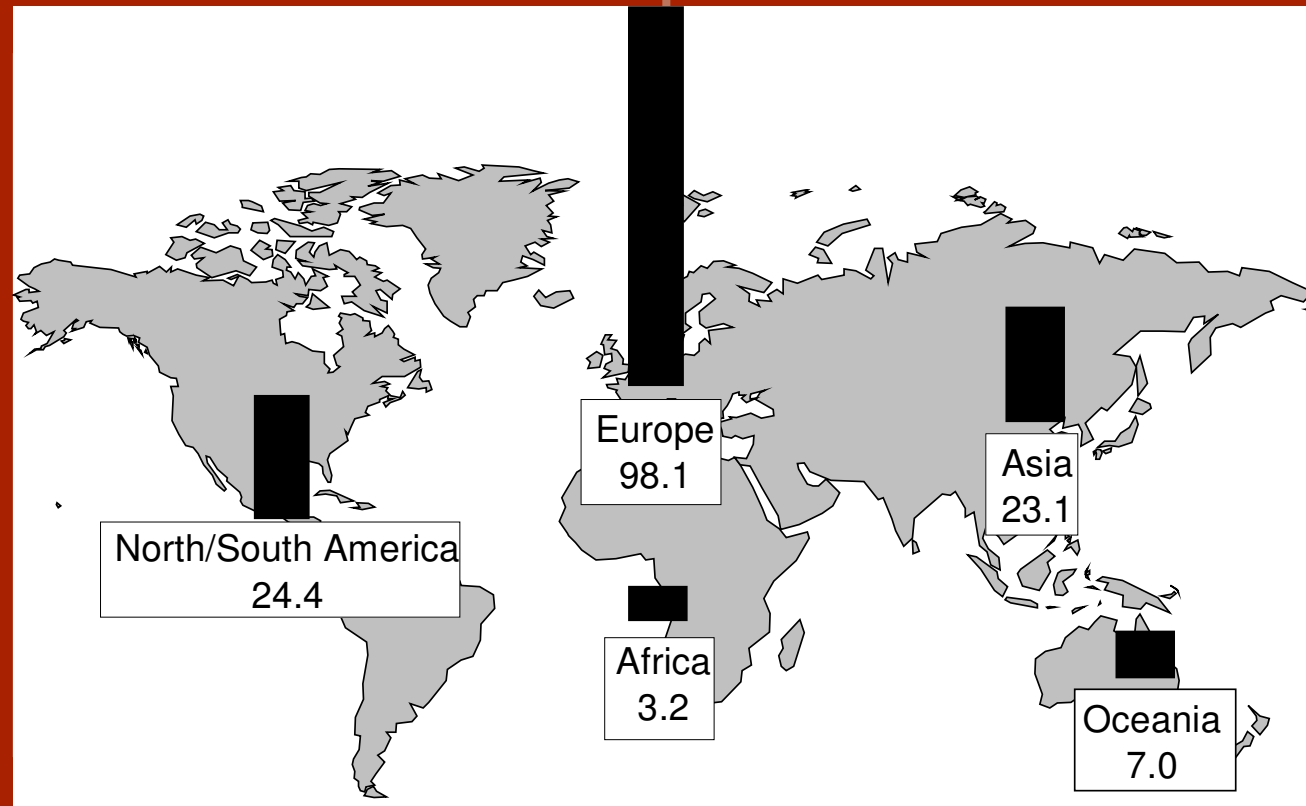 Europe
98.1
Asia
23.1
North/South America
24.4
Africa
3.2
Oceania
7.0